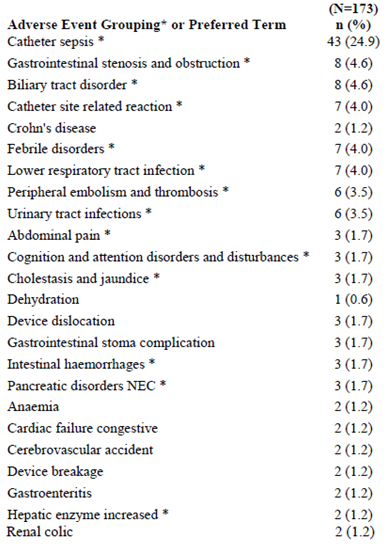 (N=173)
Adverse Event Grouping* or Preferred Term n (%)
Catheter sepsis * 43 (24.9)
Gastrointestinal stenosis and obstruction * 8 (4.6)
Biliary tract disorder * 8 (4.6)
Catheter site related reaction * 7 (4.0)
Crohn's disease 2 (1.2)
Febrile disorders * 7 (4.0)
Lower respiratory tract infection * 7 (4.0)
Peripheral embolism and thrombosis * 6 (3.5)
Urinary tract infections * 6 (3.5)
Abdominal pain * 3 (1.7)
Cognition and attention disorders and disturbances * 3 (1.7)
Cholestasis and jaundice * 3 (1.7)
Dehydration 1 (0.6)
Device dislocation 3 (1.7)
Gastrointestinal stoma complication 3 (1.7)
Intestinal haemorrhages * 3 (1.7)
Pancreatic disorders NEC * 3 (1.7)
Anaemia 2 (1.2)
Cardiac failure congestive 2 (1.2)
Cerebrovascular accident 2 (1.2)
Device breakage 2 (1.2)
Gastroenteritis 2 (1.2)
Hepatic enzyme increased * 2 (1.2)
Renal colic 2 (1.2)